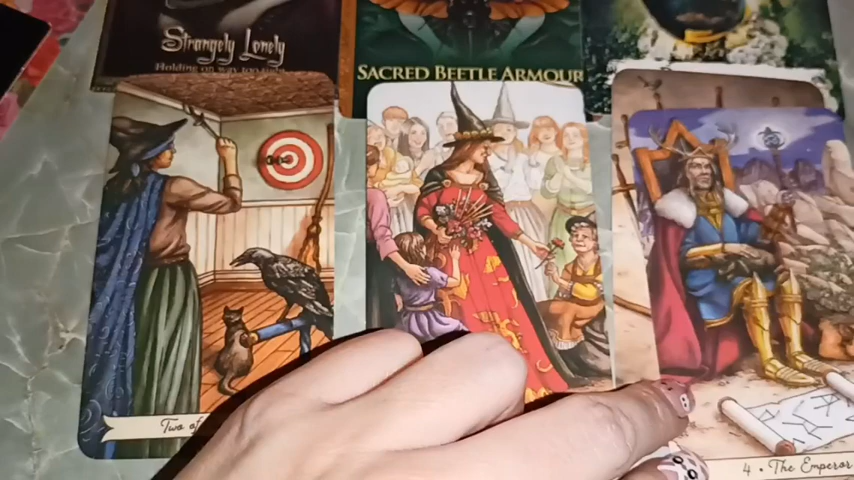 Strangely Lonely
Holding on way too tight
SACRED BEETLE ARMOUR
Two of
4 • The Emperor